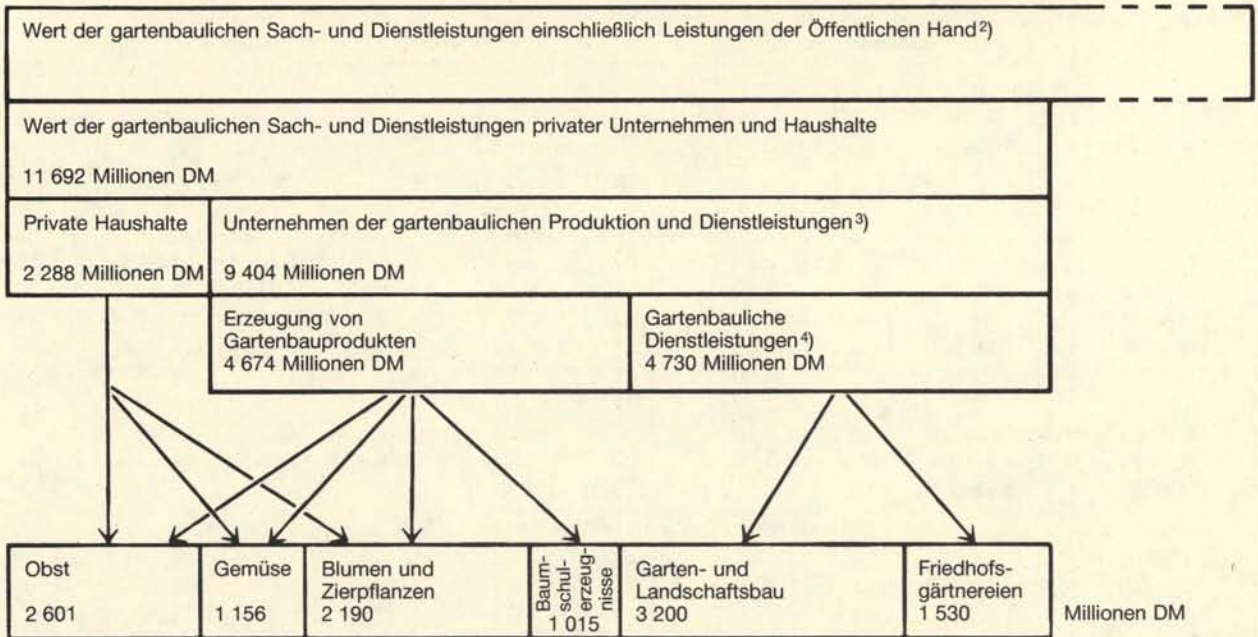 Wert der gartenbaulichen Sach- und Dienstleistungen einschließlich Leistungen der Öffentlichen Hand²)
Wert der gartenbaulichen Sach- und Dienstleistungen privater Unternehmen und Haushalte
11 692 Millionen DM
Private Haushalte
2 288 Millionen DM
Unternehmen der gartenbaulichen Produktion und Dienstleistungen³)
9 404 Millionen DM
Erzeugung von
Gartenbauprodukten
4 674 Millionen DM
Gartenbauliche
Dienstleistungen⁴)
4 730 Millionen DM
Obst
2 601
Gemüse
1 156
Blumen und
Zierpflanzen
2 190
Baum-
schul-
erzeug-
nisse
1 015
Garten- und
Landschaftsbau
3 200
Friedhofs-
gärtnereien
1 530
Millionen DM